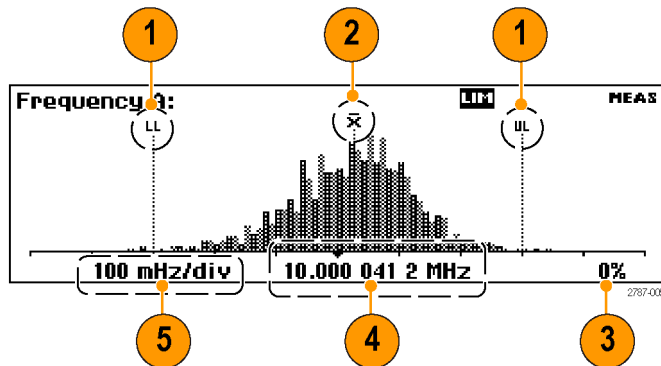 1 2 1
Frequency A: LIM MEAS
LL x̄ UL
100 mHz/div 10.000 041 2 MHz 0%
2787-009
5 4 3